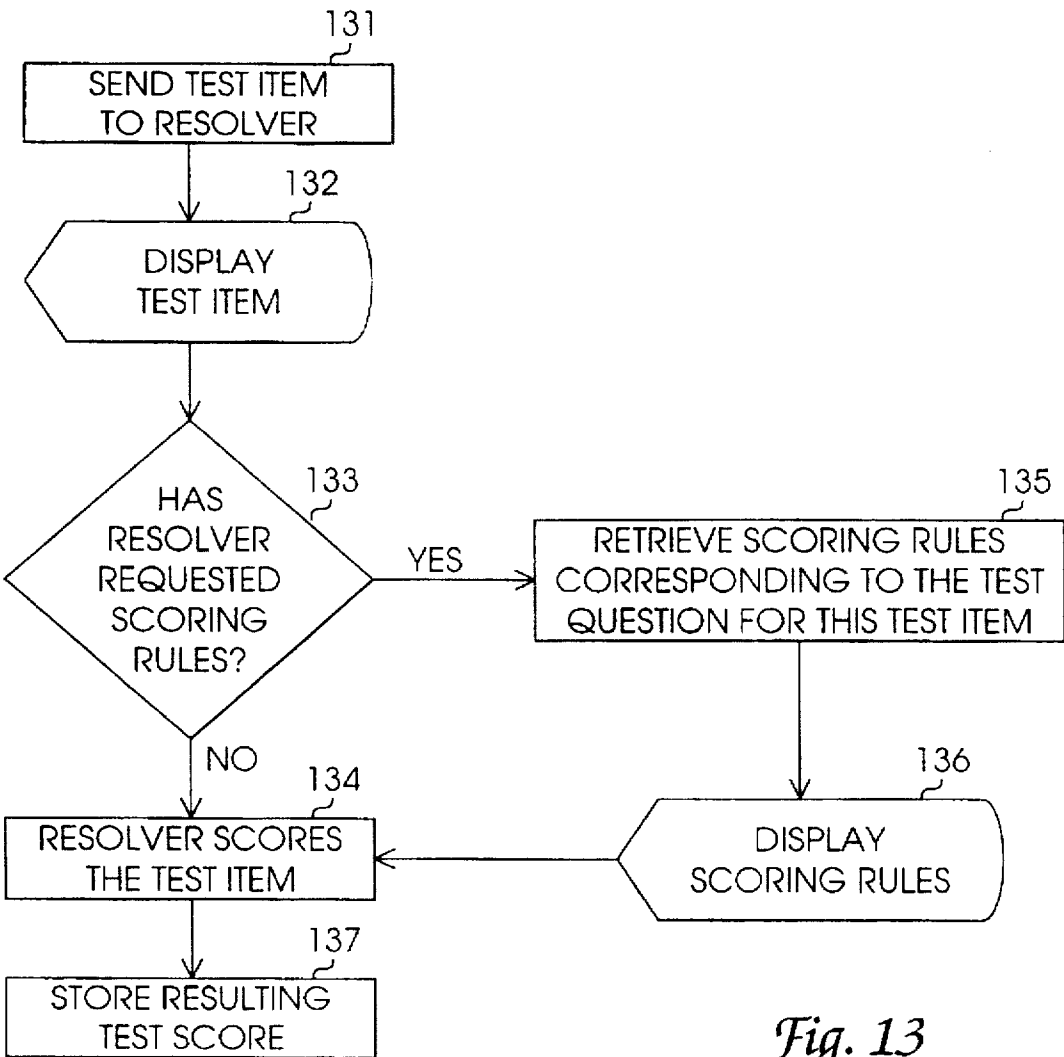 131
SEND TEST ITEM
TO RESOLVER
132
DISPLAY
TEST ITEM
133
HAS
RESOLVER
REQUESTED
SCORING
RULES?
YES
135
RETRIEVE SCORING RULES
CORRESPONDING TO THE TEST
QUESTION FOR THIS TEST ITEM
NO
134
RESOLVER SCORES
THE TEST ITEM
136
DISPLAY
SCORING RULES
137
STORE RESULTING
TEST SCORE
Fig. 13